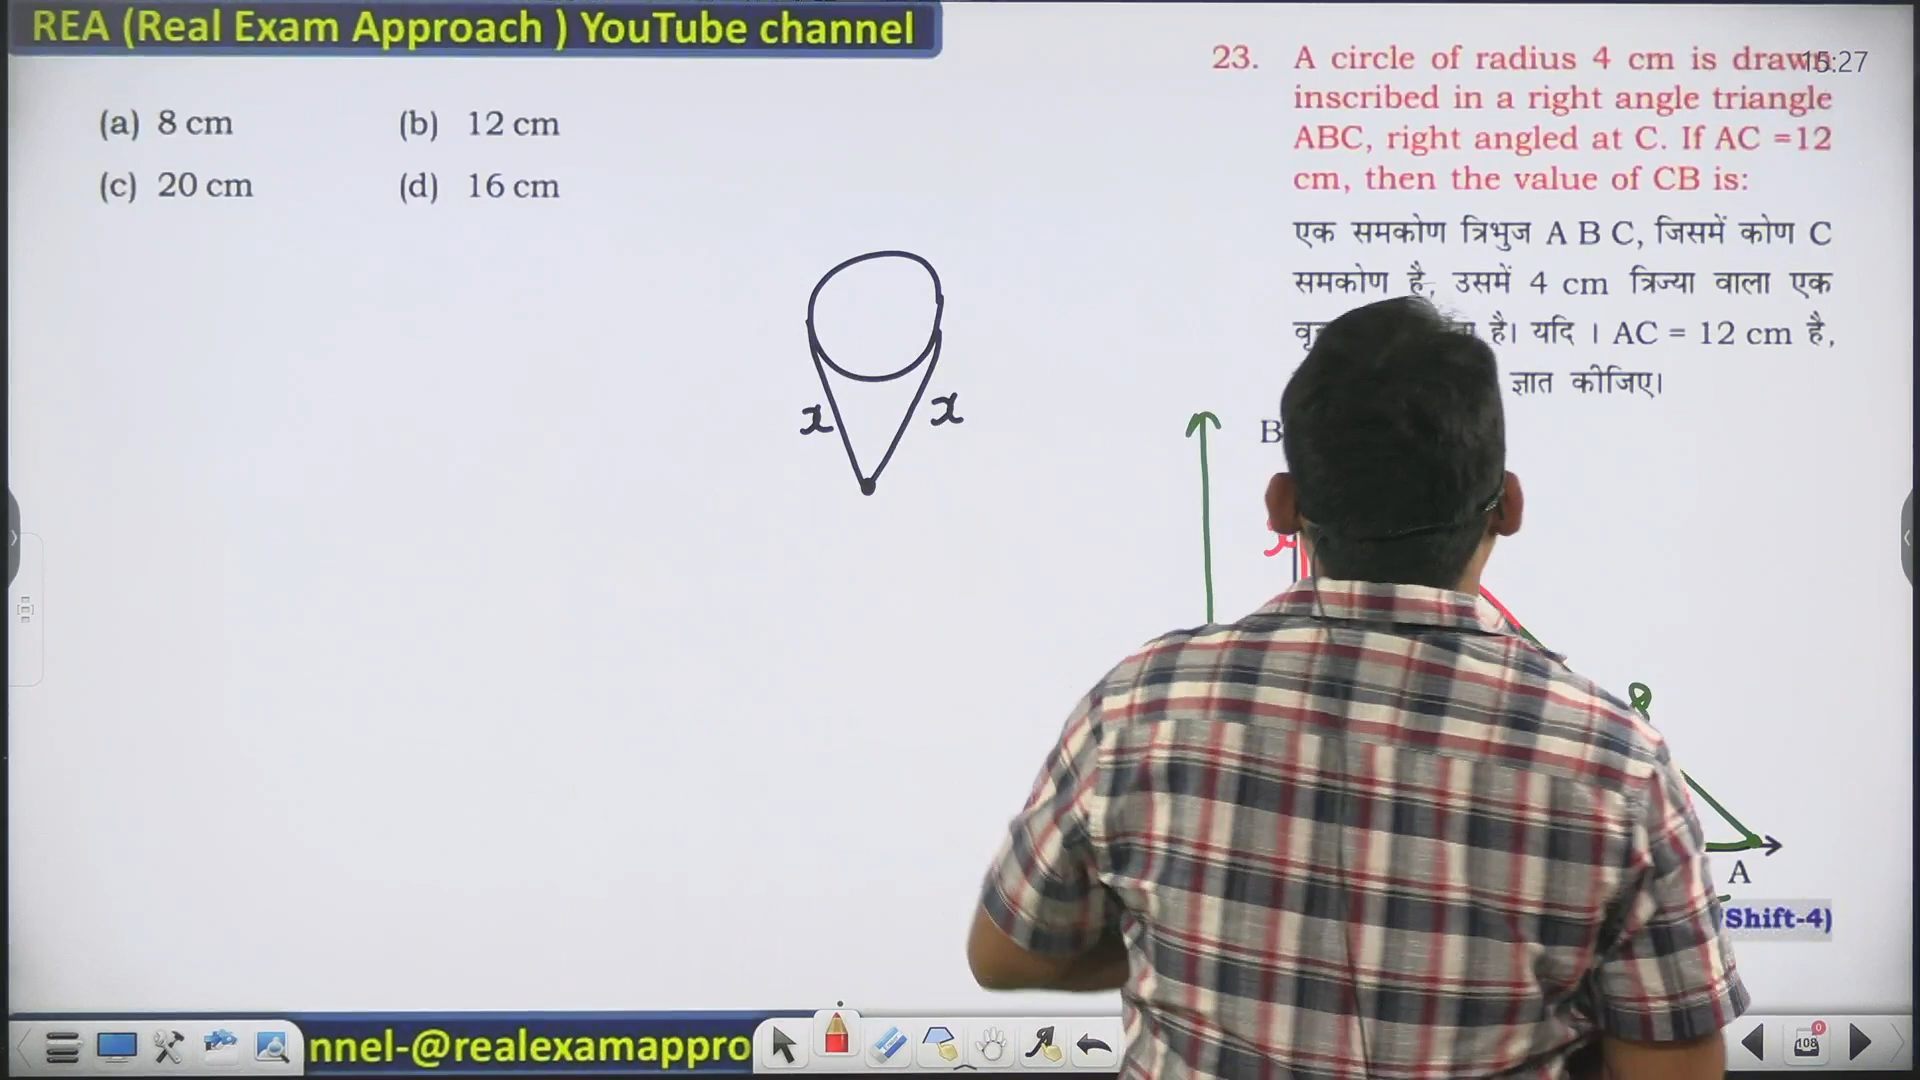 REA (Real Exam Approach ) YouTube channel
(a) 8 cm (b) 12 cm
(c) 20 cm (d) 16 cm
x x
15:27
23. A circle of radius 4 cm is drawn
inscribed in a right angle triangle
ABC, right angled at C. If AC =12
cm, then the value of CB is:
एक समकोण त्रिभुज A B C, जिसमें कोण C
समकोण है, उसमें 4 cm त्रिज्या वाला एक
है। यदि । AC = 12 cm है,
ज्ञात कीजिए।
B
8
A
Shift-4)
nnel-@realexamappro
108
0